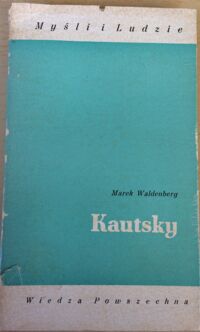 Myśli i Ludzie
Marek Waldenberg
Kautsky
Wiedza Powszechna